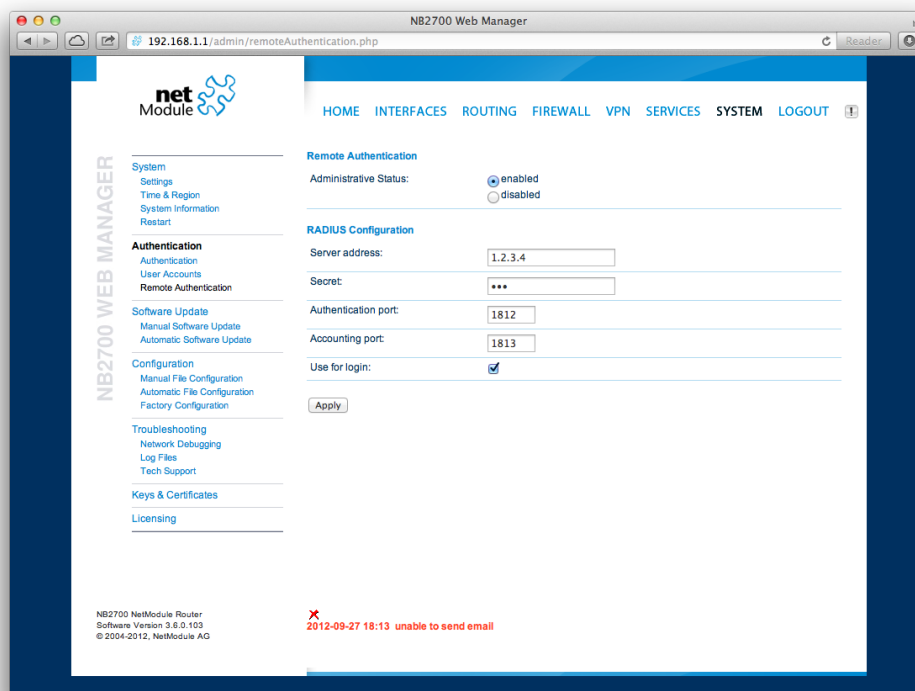 NB2700 Web Manager
192.168.1.1/admin/remoteAuthentication.php
Reader
net
Module
HOME INTERFACES ROUTING FIREWALL VPN SERVICES SYSTEM LOGOUT !
NB2700 WEB MANAGER
System
Settings
Time & Region
System Information
Restart
Authentication
Authentication
User Accounts
Remote Authentication
Software Update
Manual Software Update
Automatic Software Update
Configuration
Manual File Configuration
Automatic File Configuration
Factory Configuration
Troubleshooting
Network Debugging
Log Files
Tech Support
Keys & Certificates
Licensing
Remote Authentication
Administrative Status: enabled
disabled
RADIUS Configuration
Server address: 1.2.3.4
Secret: •••
Authentication port: 1812
Accounting port: 1813
Use for login:
Apply
NB2700 NetModule Router
Software Version 3.6.0.103
© 2004-2012, NetModule AG
2012-09-27 18:13 unable to send email